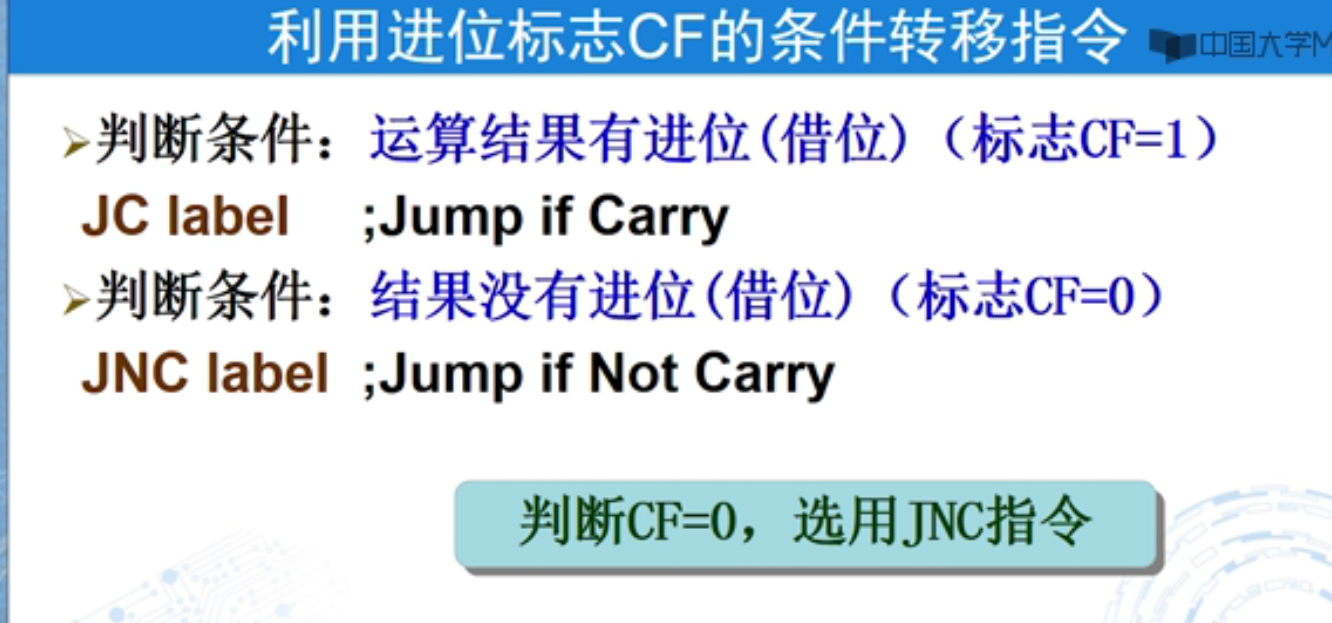 利用进位标志CF的条件转移指令
中国大学M
➢判断条件：运算结果有进位(借位)（标志CF=1）
JC label ;Jump if Carry
➢判断条件：结果没有进位(借位)（标志CF=0）
JNC label ;Jump if Not Carry
判断CF=0，选用JNC指令